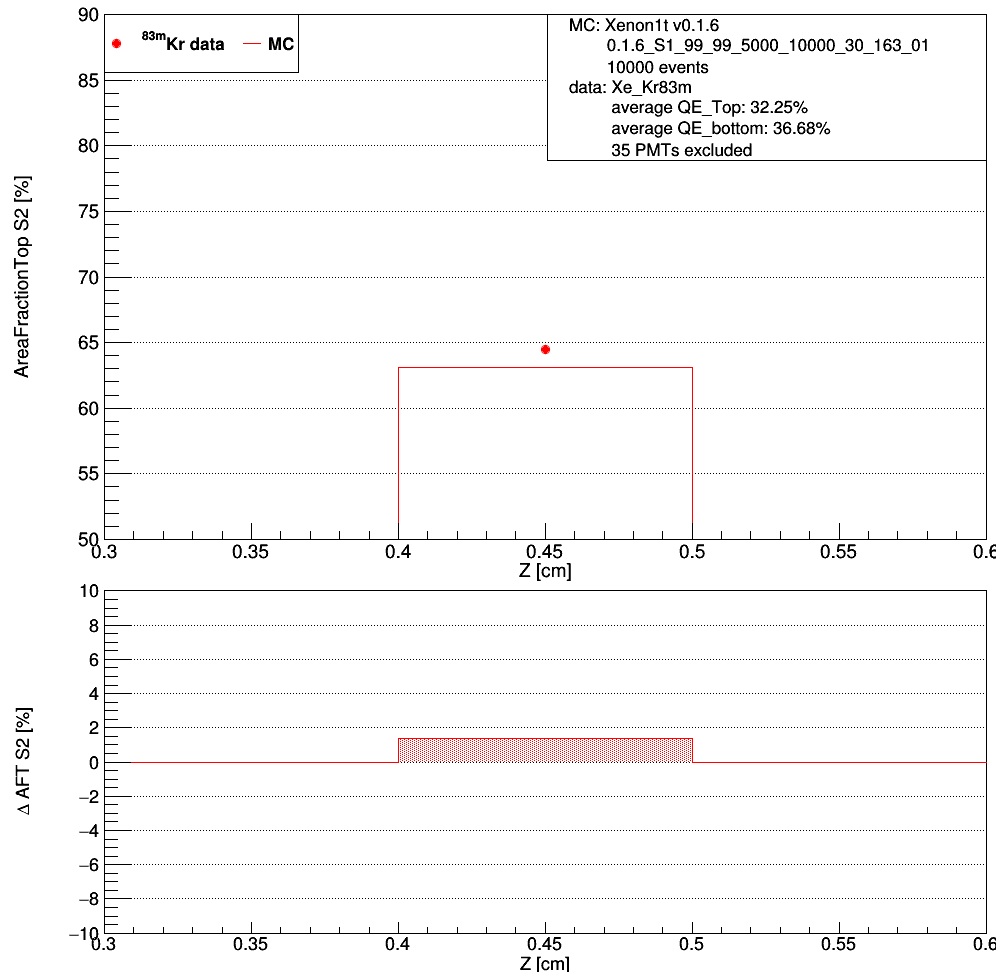 90
85
80
75
70
65
60
55
50
AreaFractionTop S2 [%]
83mKr data
MC
MC: Xenon1t v0.1.6
0.1.6_S1_99_99_5000_10000_30_163_01
10000 events
data: Xe_Kr83m
average QE_Top: 32.25%
average QE_bottom: 36.68%
35 PMTs excluded
0.3 0.35 0.4 0.45 0.5 0.55 0.6
Z [cm]
10
8
6
4
2
0
−2
−4
−6
−8
−10
Δ AFT S2 [%]
0.3 0.35 0.4 0.45 0.5 0.55 0.6
Z [cm]